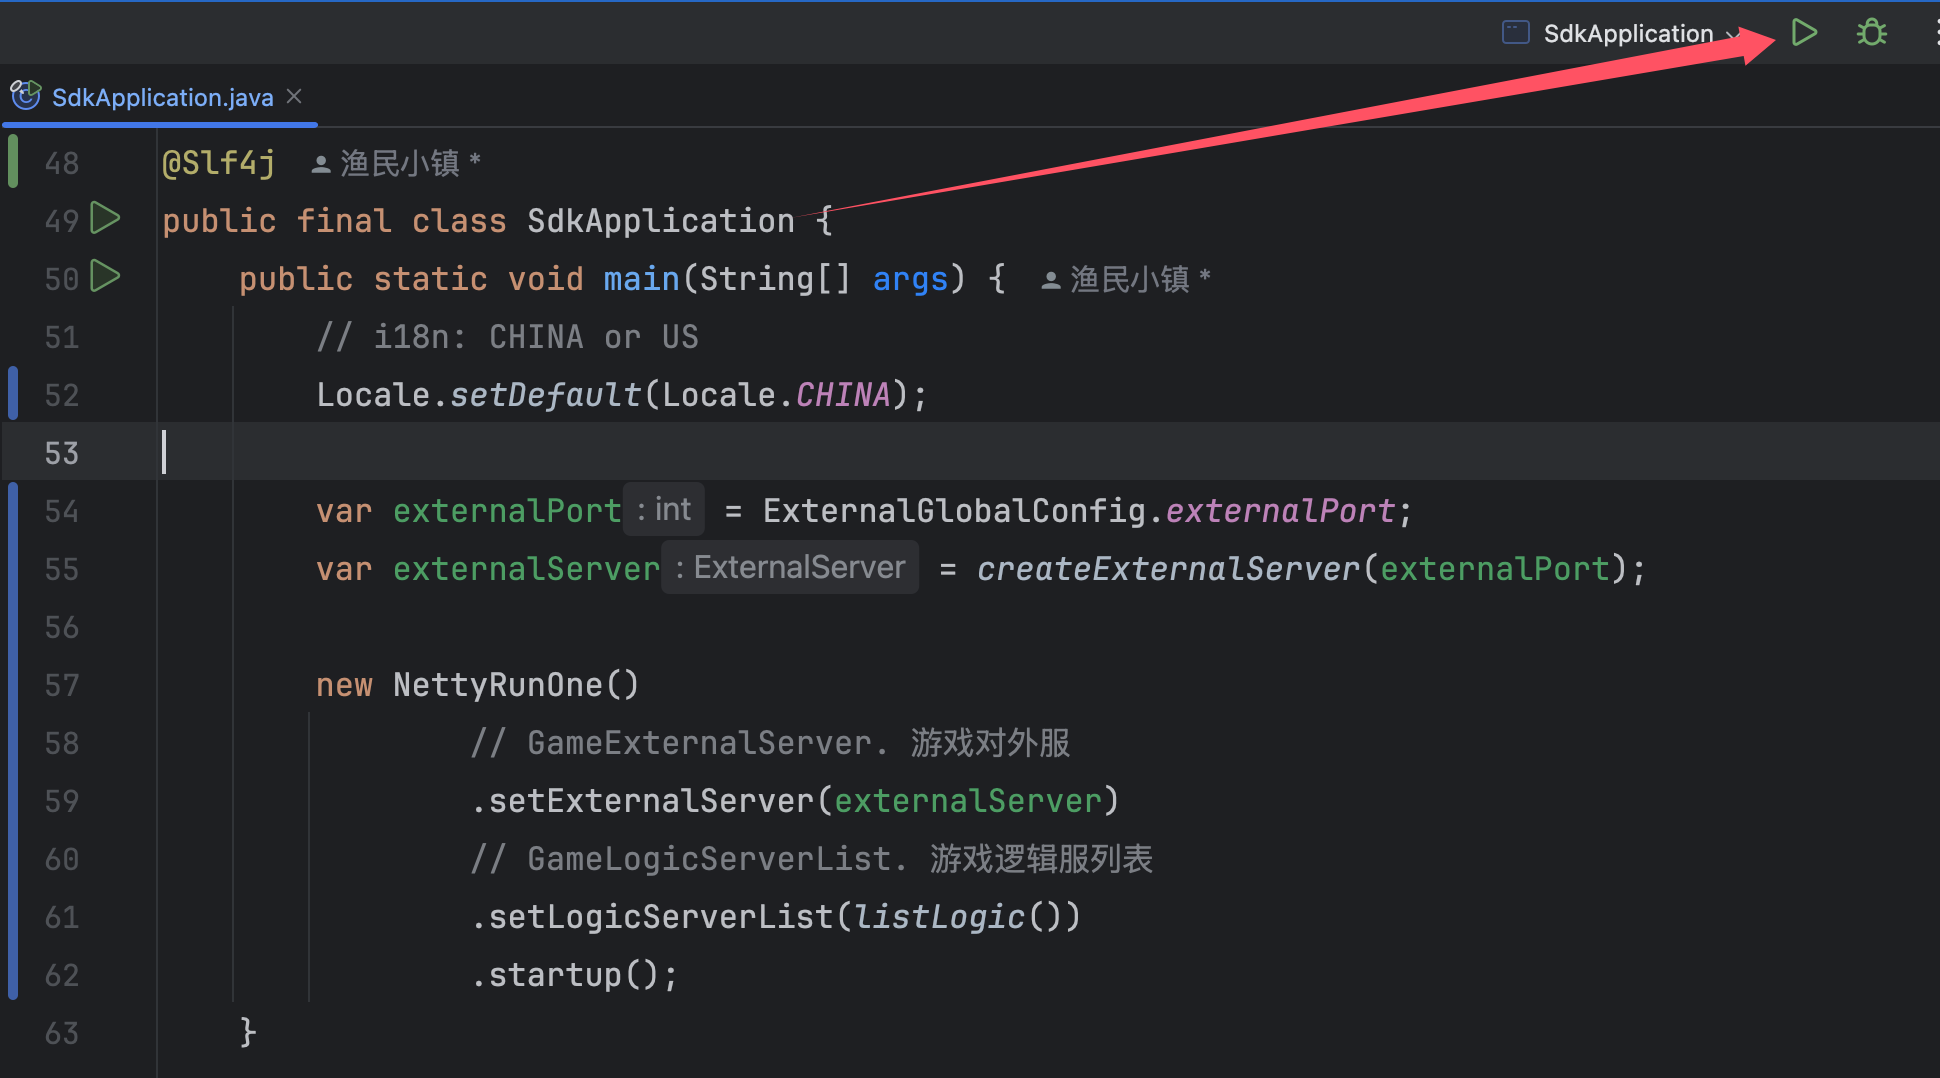 SdkApplication
SdkApplication.java
48 @Slf4j 渔民小镇 *
49 public final class SdkApplication {
50 public static void main(String[] args) { 渔民小镇 *
51 // i18n: CHINA or US
52 Locale.setDefault(Locale.CHINA);
53
54 var externalPort : int = ExternalGlobalConfig.externalPort;
55 var externalServer : ExternalServer = createExternalServer(externalPort);
56
57 new NettyRunOne()
58 // GameExternalServer. 游戏对外服
59 .setExternalServer(externalServer)
60 // GameLogicServerList. 游戏逻辑服列表
61 .setLogicServerList(listLogic())
62 .startup();
63 }